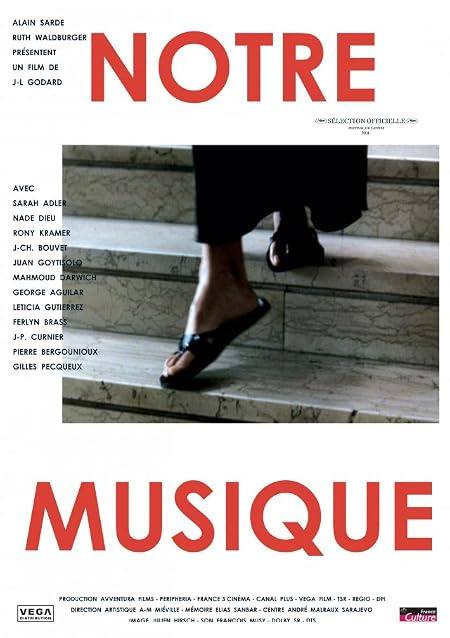 ALAIN SARDE
RUTH WALDBURGER
PRÉSENTENT
UN FILM DE
J-L GODARD
NOTRE
SÉLECTION OFFICIELLE
AVEC
SARAH ADLER
NADE DIEU
RONY KRAMER
J-CH. BOUVET
JUAN GOYTISOLO
MAHMOUD DARWICH
GEORGE AGUILAR
LETICIA GUTIERREZ
FERLYN BRASS
J-P. CURNIER
PIERRE BERGOUNIOUX
GILLES PECQUEUX
MUSIQUE
PRODUCTION AVVENTURA FILMS - PERIPHERIA - FRANCE 3 CINÉMA - CANAL PLUS - VEGA FILM - TSR - REGIO - DFI
DIRECTION ARTISTIQUE A-M MIÉVILLE - MÉMOIRE ELIAS SANBAR - CENTRE ANDRÉ MALRAUX SARAJEVO
IMAGE JULIEN HIRSCH - SON FRANCOIS MUSY - DOLBY SR - DTS
VEGA
DISTRIBUTION
France
Culture